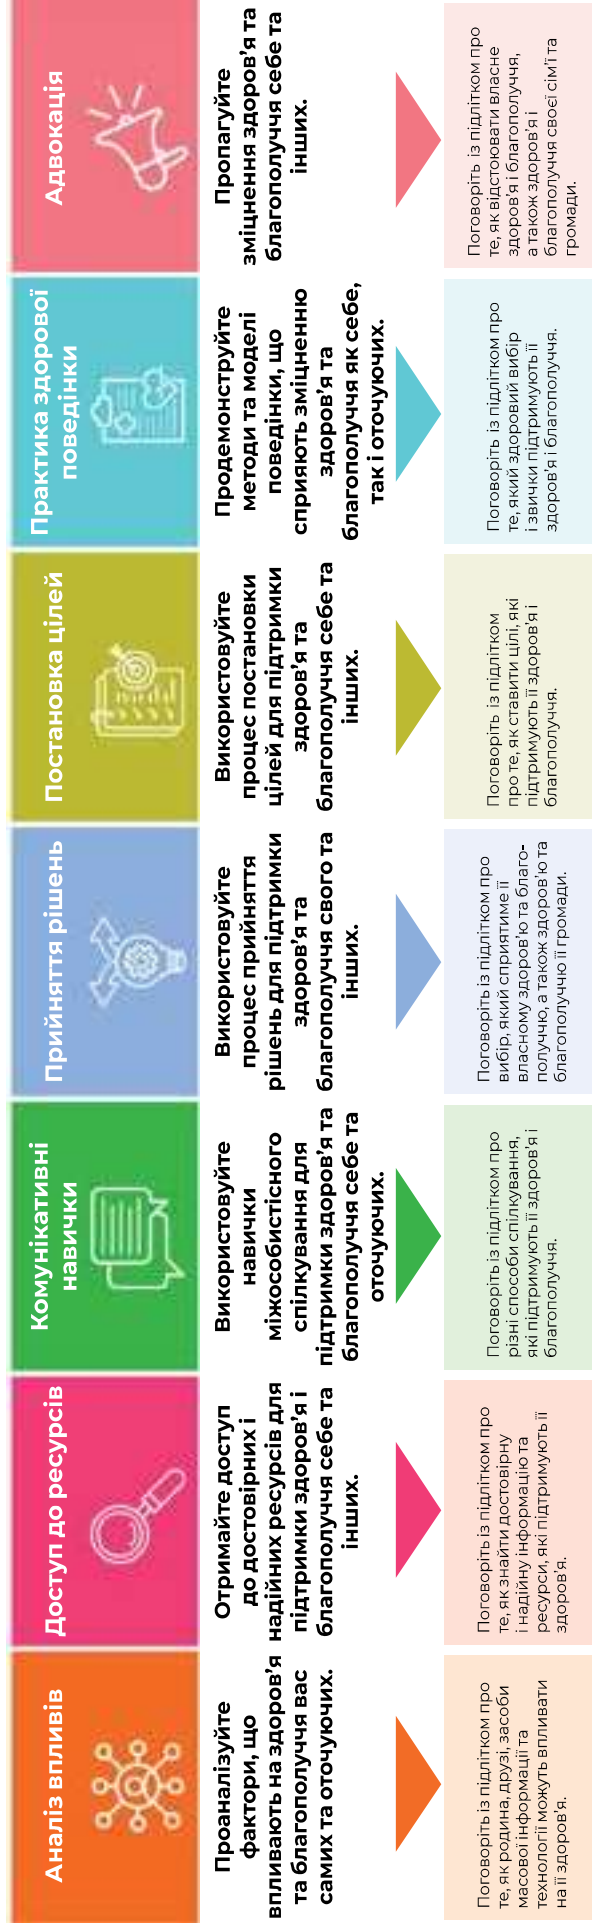 Аналіз впливів
Проаналізуйте
фактори, що
впливають на здоров'я
та благополуччя вас
самих та оточуючих.
Поговоріть із підлітком про
те, як родина, друзі, засоби
масової інформації та
технології можуть впливати
на її здоров'я.
Доступ до ресурсів
Отримайте доступ
до достовірних і
надійних ресурсів для
підтримки здоров'я і
благополуччя себе та
інших.
Поговоріть із підлітком про
те, як знайти достовірну
і надійну інформацію та
ресурси, які підтримують її
здоров'я.
Комунікативні
навички
Використовуйте
навички
міжособистісного
спілкування для
підтримки здоров'я та
благополуччя себе та
оточуючих.
Поговоріть із підлітком про
різні способи спілкування,
які підтримують її здоров'я і
благополуччя.
Прийняття рішень
Використовуйте
процес прийняття
рішень для підтримки
здоров'я та
благополуччя свого та
інших.
Поговоріть із підлітком про
вибір, який сприятиме її
власному здоров'ю та благо-
получчю, а також здоров'ю та
благополуччю її громади.
Постановка цілей
Використовуйте
процес постановки
цілей для підтримки
здоров'я та
благополуччя себе та
інших.
Поговоріть із підлітком
про те, як ставити цілі, які
підтримують її здоров'я і
благополуччя.
Практика здорової
поведінки
Продемонструйте
методи та моделі
поведінки, що
сприяють зміцненню
здоров'я та
благополуччя як себе,
так і оточуючих.
Поговоріть із підлітком про
те, який здоровий вибір
і звички підтримують її
здоров'я і благополуччя.
Адвокація
Пропагуйте
зміцнення здоров'я та
благополуччя себе та
інших.
Поговоріть із підлітком про
те, як відстоювати власне
здоров'я і благополуччя,
а також здоров'я і
благополуччя своєї сім'ї та
громади.